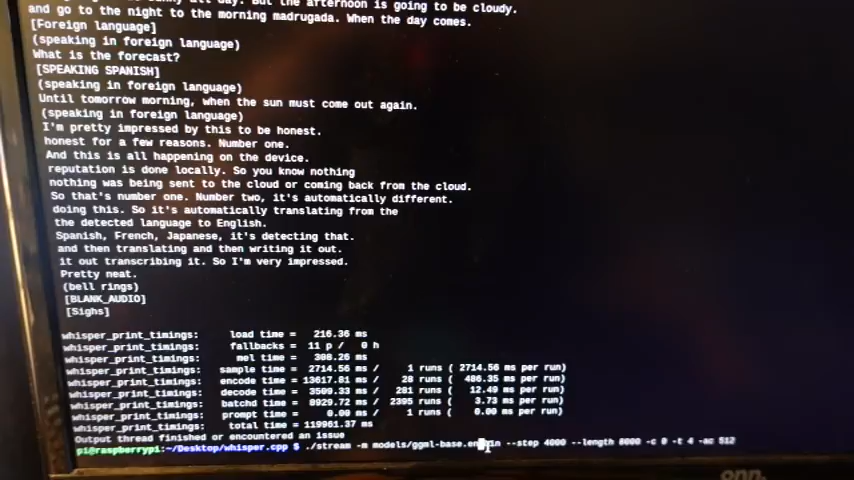 all day. But the afternoon is going to be cloudy.
and go to the night to the morning madrugada. When the day comes.
[Foreign language]
(speaking in foreign language)
What is the forecast?
[SPEAKING SPANISH]
(speaking in foreign language)
Until tomorrow morning, when the sun must come out again.
(speaking in foreign language)
I'm pretty impressed by this to be honest.
honest for a few reasons. Number one.
And this is all happening on the device.
reputation is done locally. So you know nothing
nothing was being sent to the cloud or coming back from the cloud.
So that's number one. Number two, it's automatically different.
doing this. So it's automatically translating from the
the detected language to English.
Spanish, French, Japanese, it's detecting that.
and then translating and then writing it out.
it out transcribing it. So I'm very impressed.
Pretty neat.
(bell rings)
[BLANK_AUDIO]
[Sighs]
whisper_print_timings: load time = 216.36 ms
whisper_print_timings: fallbacks = 11 p / 0 h
whisper_print_timings: mel time = 308.26 ms
whisper_print_timings: sample time = 2714.56 ms / 1 runs ( 2714.56 ms per run)
whisper_print_timings: encode time = 13617.81 ms / 28 runs ( 486.35 ms per run)
whisper_print_timings: decode time = 3509.33 ms / 281 runs ( 12.49 ms per run)
whisper_print_timings: batchd time = 8929.72 ms / 2395 runs ( 3.73 ms per run)
whisper_print_timings: prompt time = 0.00 ms / 1 runs ( 0.00 ms per run)
whisper_print_timings: total time = 119961.37 ms
Output thread finished or encountered an issue
pi@raspberrypi:~/Desktop/whisper.cpp $ ./stream -m models/ggml-base.en.bin --step 4000 --length 8000 -c 0 -t 4 -ac 512
onn.